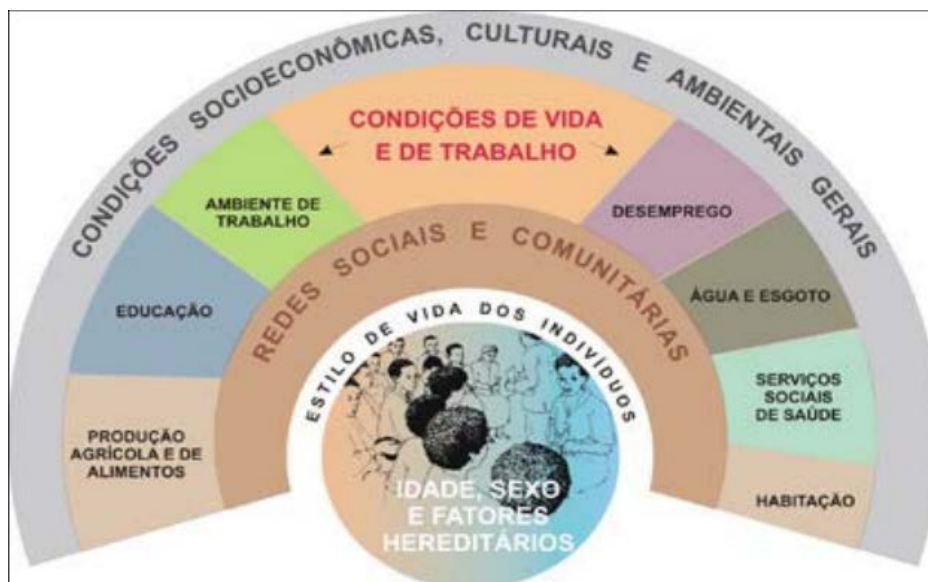 CONDIÇÕES SOCIOECONÔMICAS, CULTURAIS E AMBIENTAIS GERAIS
CONDIÇÕES DE VIDA
E DE TRABALHO
AMBIENTE DE
TRABALHO
DESEMPREGO
REDES SOCIAIS E COMUNITÁRIAS
EDUCAÇÃO
ÁGUA E ESGOTO
ESTILO DE VIDA DOS INDIVÍDUOS
SERVIÇOS
SOCIAIS
DE SAÚDE
PRODUÇÃO
AGRÍCOLA E DE
ALIMENTOS
HABITAÇÃO
IDADE, SEXO
E FATORES
HEREDITÁRIOS